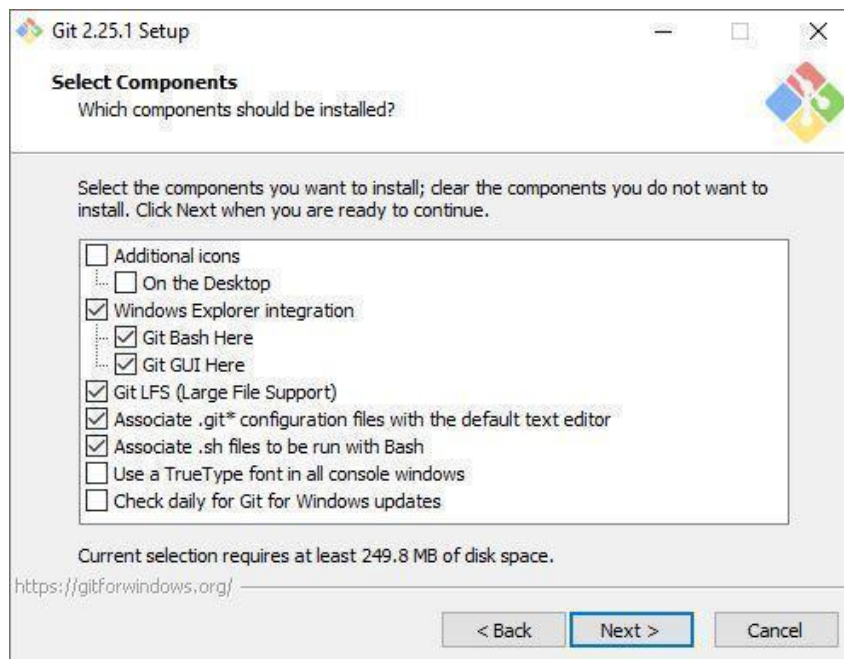 Git 2.25.1 Setup
Select Components
Which components should be installed?
Select the components you want to install; clear the components you do not want to
install. Click Next when you are ready to continue.
Additional icons
On the Desktop
Windows Explorer integration
Git Bash Here
Git GUI Here
Git LFS (Large File Support)
Associate .git* configuration files with the default text editor
Associate .sh files to be run with Bash
Use a TrueType font in all console windows
Check daily for Git for Windows updates
Current selection requires at least 249.8 MB of disk space.
https://gitforwindows.org/
< Back Next > Cancel